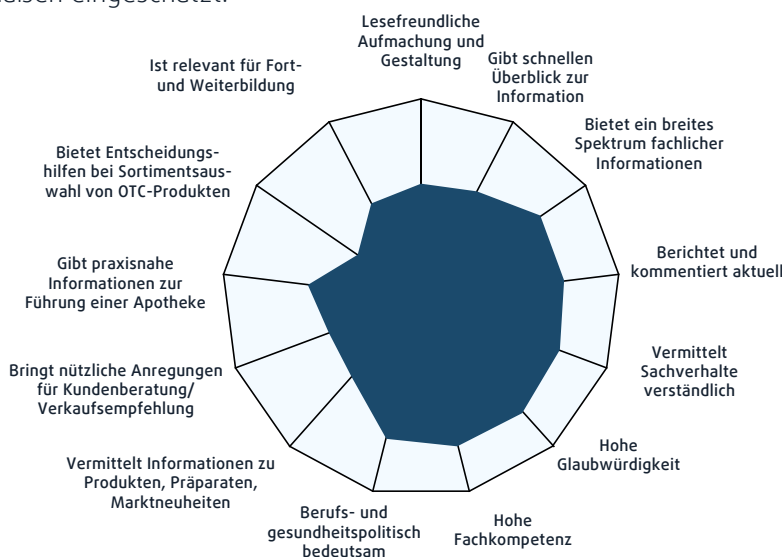 eingeschätzt.
Lesefreundliche
Aufmachung und
Gestaltung
Gibt schnellen
Überblick zur
Information
Bietet ein breites
Spektrum fachlicher
Informationen
Berichtet und
kommentiert aktuell
Vermittelt
Sachverhalte
verständlich
Hohe
Glaubwürdigkeit
Hohe
Fachkompetenz
Berufs- und
gesundheitspolitisch
bedeutsam
Vermittelt Informationen zu
Produkten, Präparaten,
Marktneuheiten
Bringt nützliche Anregungen
für Kundenberatung/
Verkaufsempfehlung
Gibt praxisnahe
Informationen zur
Führung einer Apotheke
Bietet Entscheidungs-
hilfen bei Sortimentsaus-
wahl von OTC-Produkten
Ist relevant für Fort-
und Weiterbildung